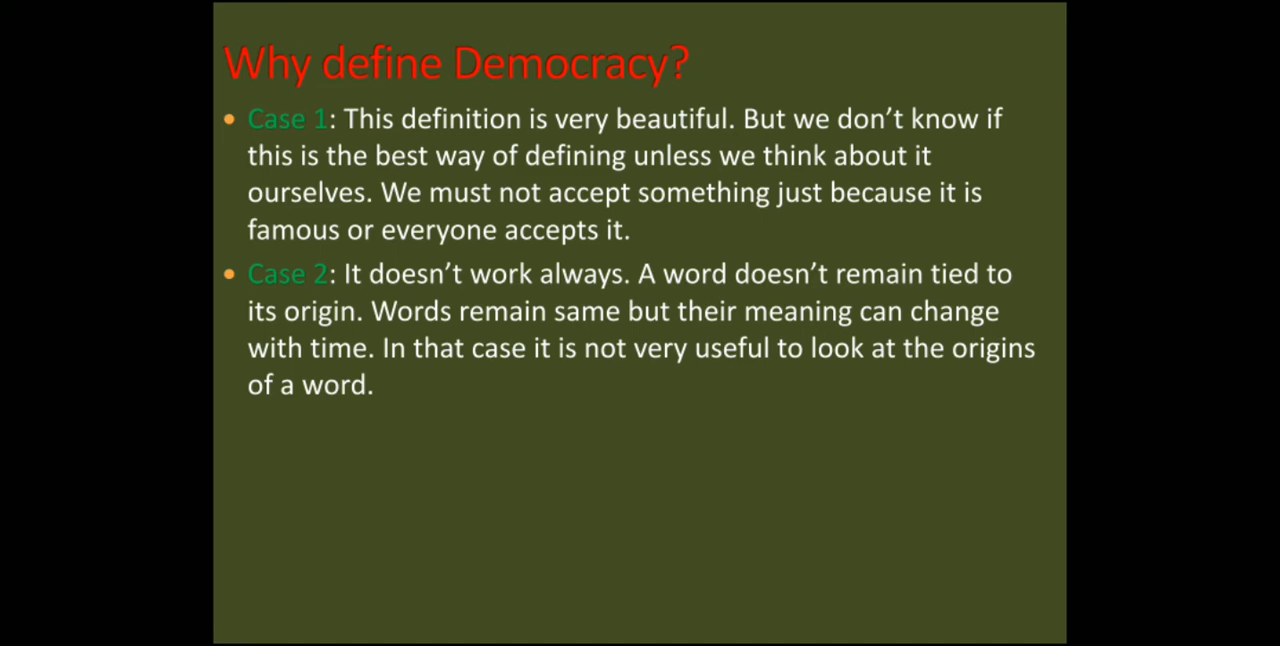 Why define Democracy?
• Case 1: This definition is very beautiful. But we don’t know if
this is the best way of defining unless we think about it
ourselves. We must not accept something just because it is
famous or everyone accepts it.
• Case 2: It doesn’t work always. A word doesn’t remain tied to
its origin. Words remain same but their meaning can change
with time. In that case it is not very useful to look at the origins
of a word.